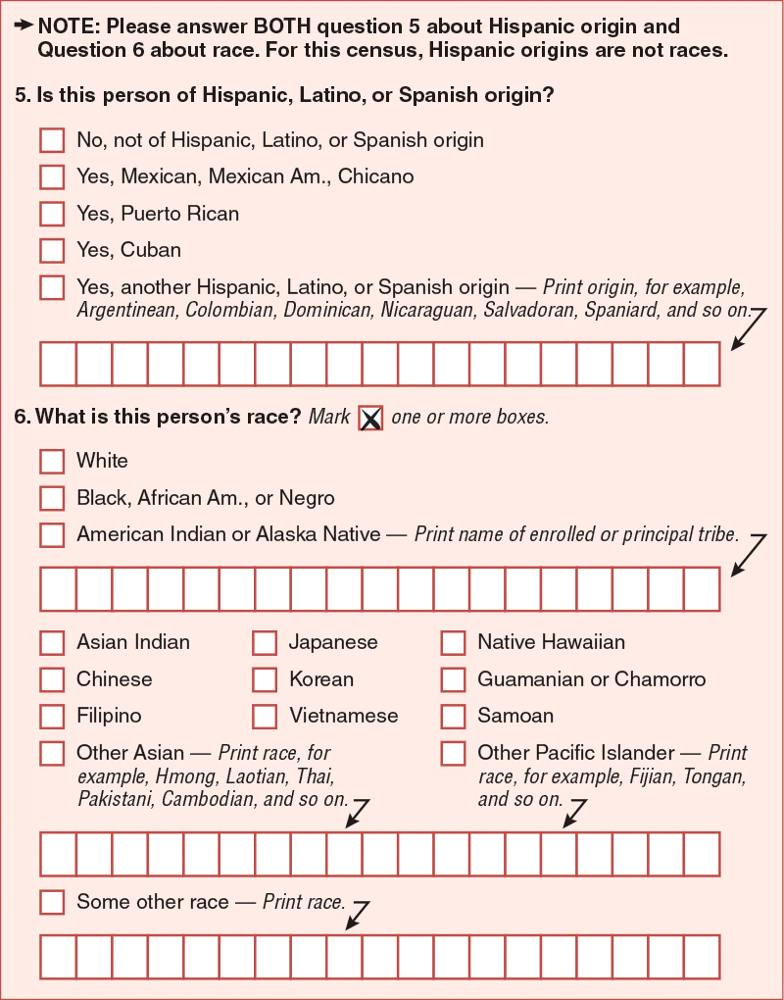 NOTE: Please answer BOTH question 5 about Hispanic origin and
Question 6 about race. For this census, Hispanic origins are not races.
5. Is this person of Hispanic, Latino, or Spanish origin?
No, not of Hispanic, Latino, or Spanish origin
Yes, Mexican, Mexican Am., Chicano
Yes, Puerto Rican
Yes, Cuban
Yes, another Hispanic, Latino, or Spanish origin — Print origin, for example,
Argentinean, Colombian, Dominican, Nicaraguan, Salvadoran, Spaniard, and so on.
6. What is this person’s race? Mark X one or more boxes.
White
Black, African Am., or Negro
American Indian or Alaska Native — Print name of enrolled or principal tribe.
Asian Indian
Chinese
Filipino
Other Asian — Print race, for
example, Hmong, Laotian, Thai,
Pakistani, Cambodian, and so on.
Japanese
Korean
Vietnamese
Native Hawaiian
Guamanian or Chamorro
Samoan
Other Pacific Islander — Print
race, for example, Fijian, Tongan,
and so on.
Some other race — Print race.